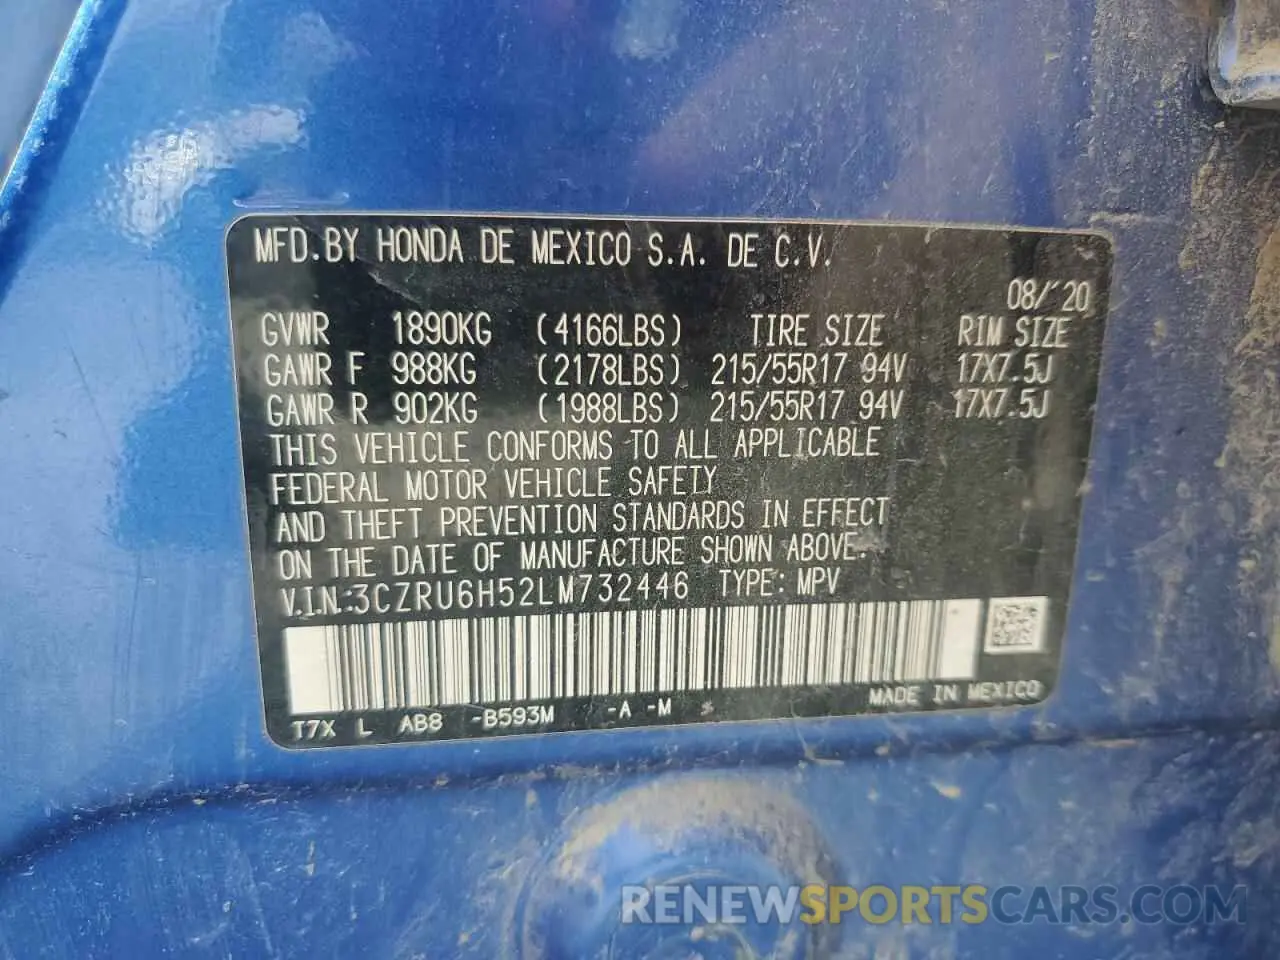 MFD.BY HONDA DE MEXICO S.A. DE C.V.
08/'20
GVWR 1890KG (4166LBS) TIRE SIZE RIM SIZE
GAWR F 988KG (2178LBS) 215/55R17 94V 17X7.5J
GAWR R 902KG (1988LBS) 215/55R17 94V 17X7.5J
THIS VEHICLE CONFORMS TO ALL APPLICABLE
FEDERAL MOTOR VEHICLE SAFETY
AND THEFT PREVENTION STANDARDS IN EFFECT
ON THE DATE OF MANUFACTURE SHOWN ABOVE.
V.I.N.:3CZRU6H52LM732446 TYPE: MPV
MADE IN MEXICO
T7X L AB8 -B593M -A -M
RENEWSPORTSCARS.COM